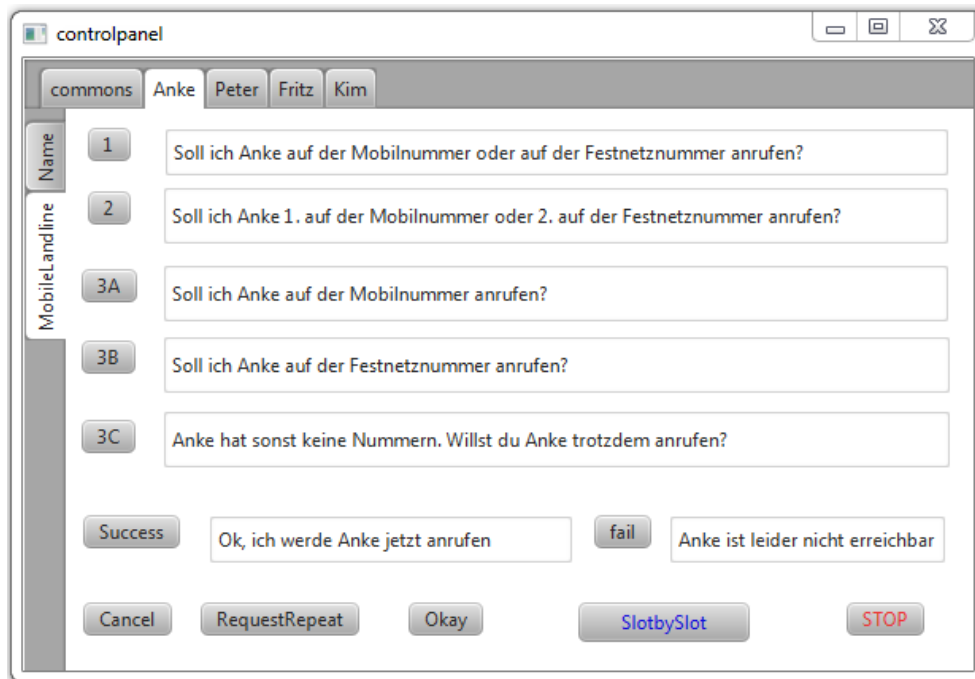 controlpanel
commons Anke Peter Fritz Kim
Name
MobileLandline
1 Soll ich Anke auf der Mobilnummer oder auf der Festnetznummer anrufen?
2 Soll ich Anke 1. auf der Mobilnummer oder 2. auf der Festnetznummer anrufen?
3A Soll ich Anke auf der Mobilnummer anrufen?
3B Soll ich Anke auf der Festnetznummer anrufen?
3C Anke hat sonst keine Nummern. Willst du Anke trotzdem anrufen?
Success Ok, ich werde Anke jetzt anrufen fail Anke ist leider nicht erreichbar
Cancel RequestRepeat Okay SlotbySlot STOP